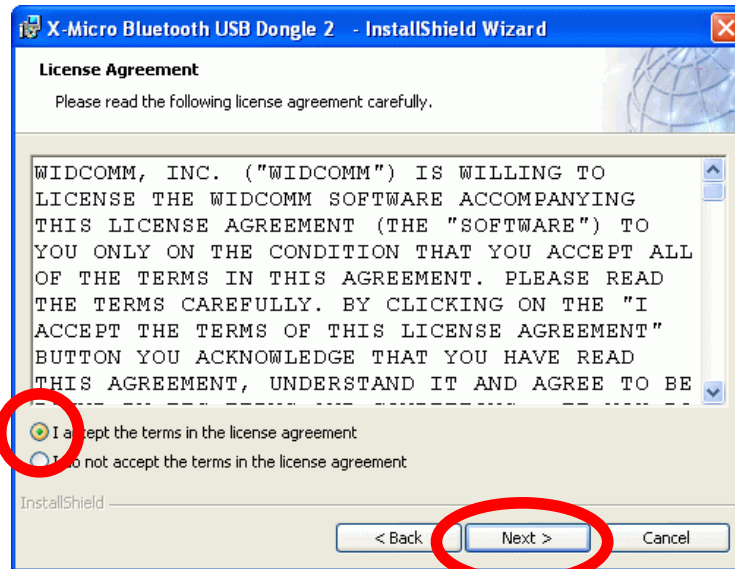 X-Micro Bluetooth USB Dongle 2 - InstallShield Wizard
License Agreement
Please read the following license agreement carefully.
WIDCOMM, INC. ("WIDCOMM") IS WILLING TO
LICENSE THE WIDCOMM SOFTWARE ACCOMPANYING
THIS LICENSE AGREEMENT (THE "SOFTWARE") TO
YOU ONLY ON THE CONDITION THAT YOU ACCEPT ALL
OF THE TERMS IN THIS AGREEMENT. PLEASE READ
THE TERMS CAREFULLY. BY CLICKING ON THE "I
ACCEPT THE TERMS OF THIS LICENSE AGREEMENT"
BUTTON YOU ACKNOWLEDGE THAT YOU HAVE READ
THIS AGREEMENT, UNDERSTAND IT AND AGREE TO BE
I accept the terms in the license agreement
I do not accept the terms in the license agreement
InstallShield
< Back Next > Cancel